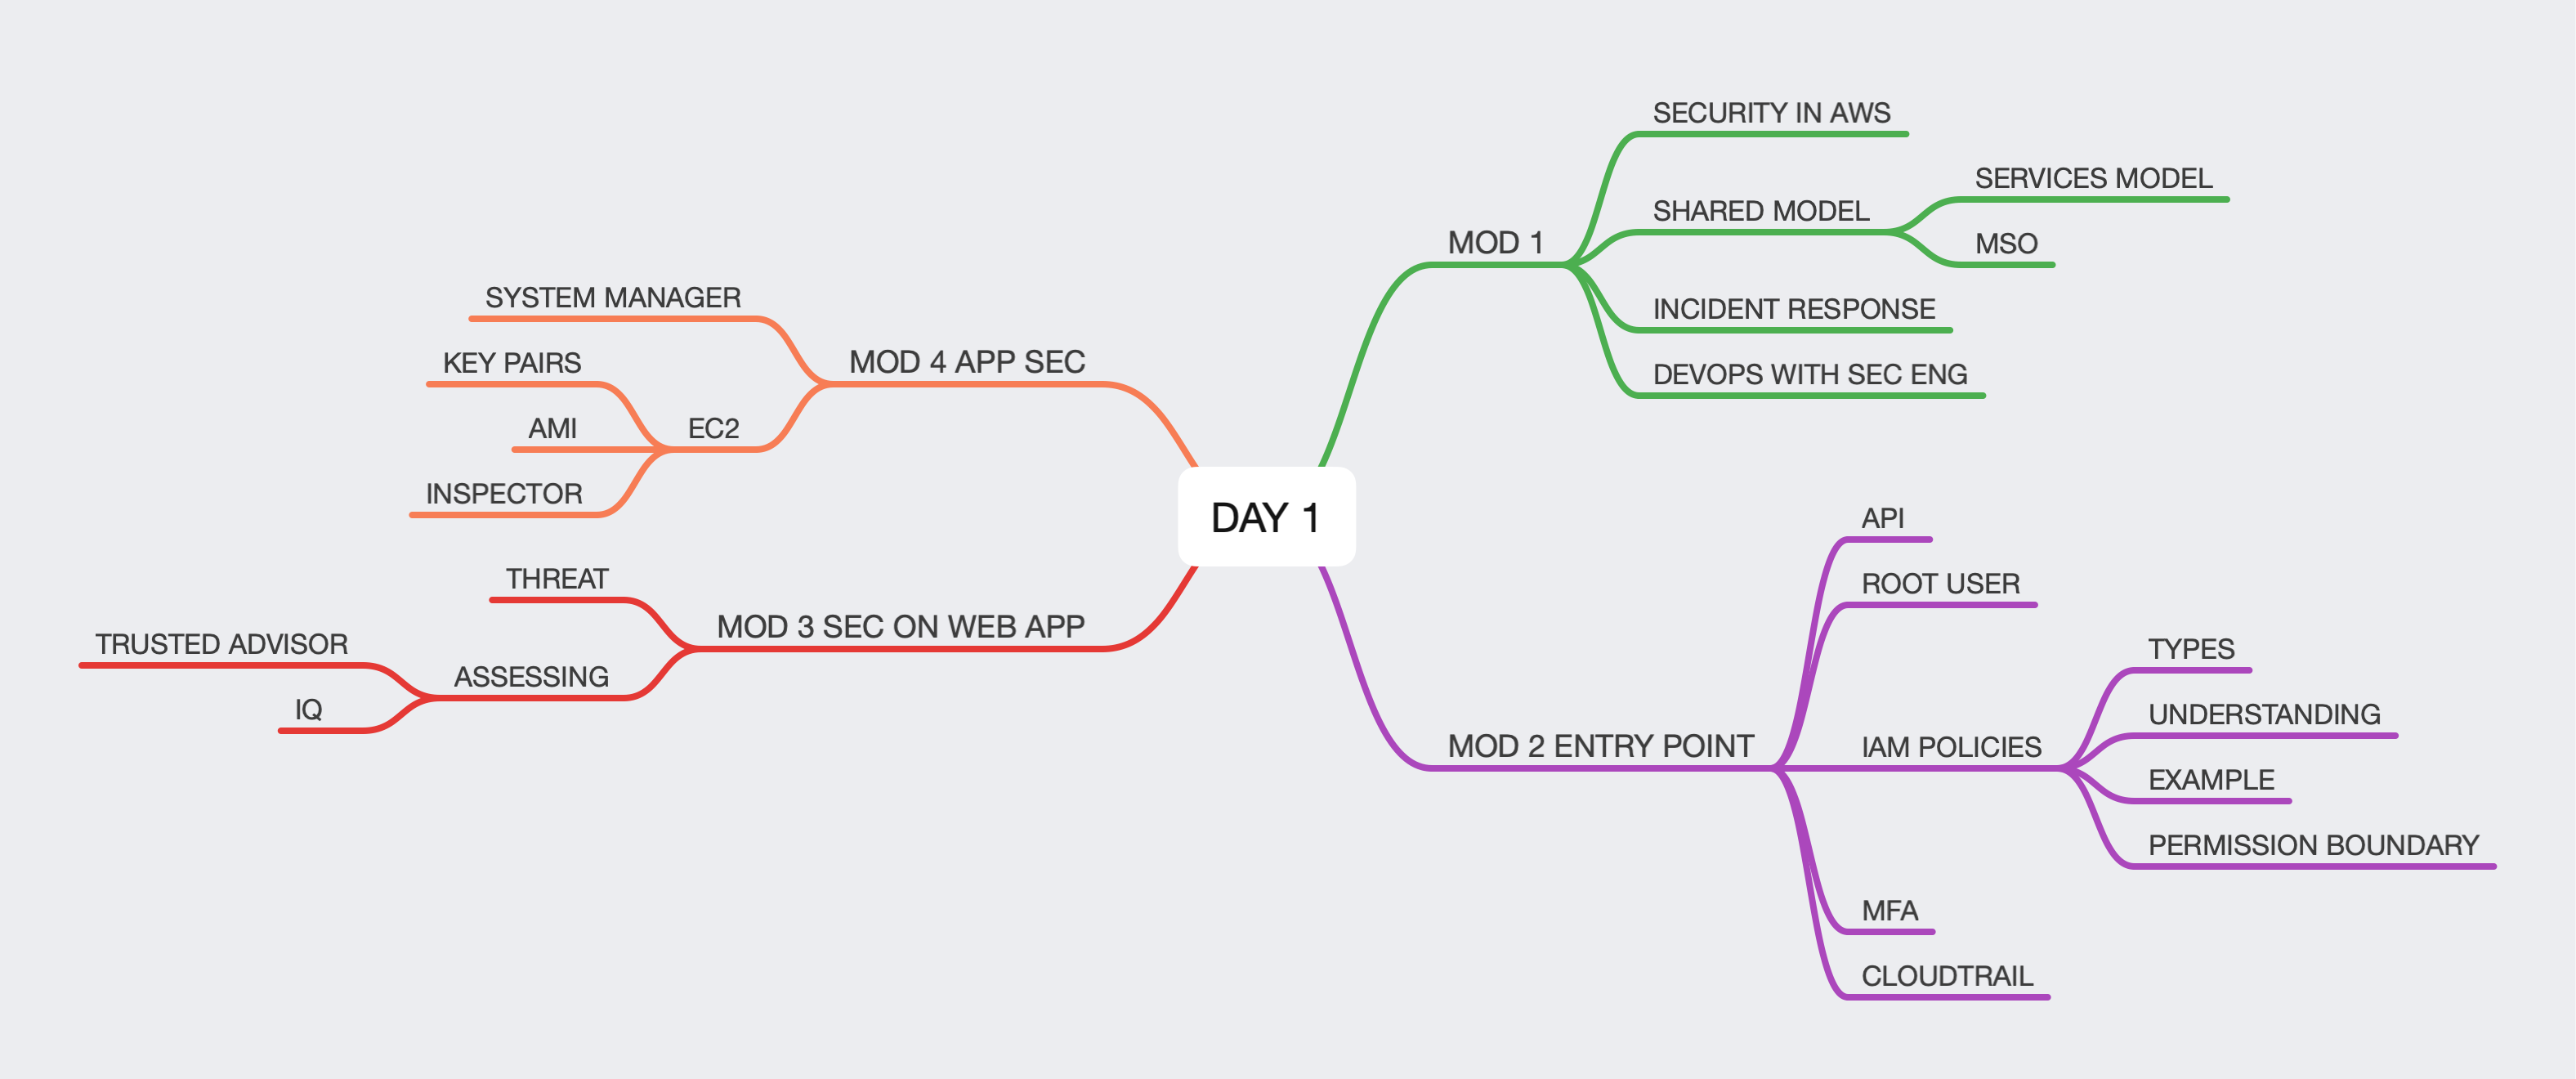 DAY 1
MOD 1
SECURITY IN AWS
SHARED MODEL
SERVICES MODEL
MSO
INCIDENT RESPONSE
DEVOPS WITH SEC ENG
MOD 2 ENTRY POINT
API
ROOT USER
IAM POLICIES
TYPES
UNDERSTANDING
EXAMPLE
PERMISSION BOUNDARY
MFA
CLOUDTRAIL
MOD 3 SEC ON WEB APP
THREAT
ASSESSING
TRUSTED ADVISOR
IQ
MOD 4 APP SEC
SYSTEM MANAGER
EC2
KEY PAIRS
AMI
INSPECTOR